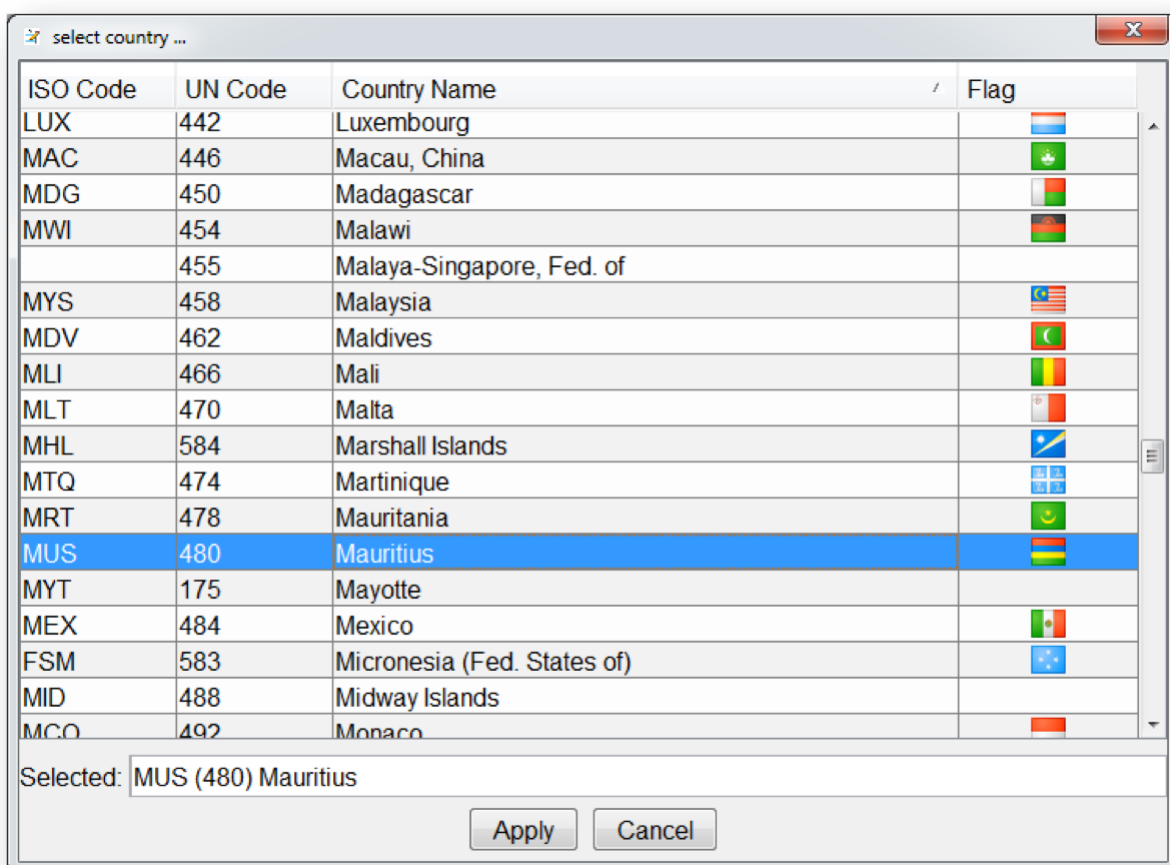 select country ...
ISO Code UN Code Country Name Flag
LUX 442 Luxembourg
MAC 446 Macau, China
MDG 450 Madagascar
MWI 454 Malawi
455 Malaya-Singapore, Fed. of
MYS 458 Malaysia
MDV 462 Maldives
MLI 466 Mali
MLT 470 Malta
MHL 584 Marshall Islands
MTQ 474 Martinique
MRT 478 Mauritania
MUS 480 Mauritius
MYT 175 Mayotte
MEX 484 Mexico
FSM 583 Micronesia (Fed. States of)
MID 488 Midway Islands
MCO 492 Monaco
Selected: MUS (480) Mauritius
Apply Cancel